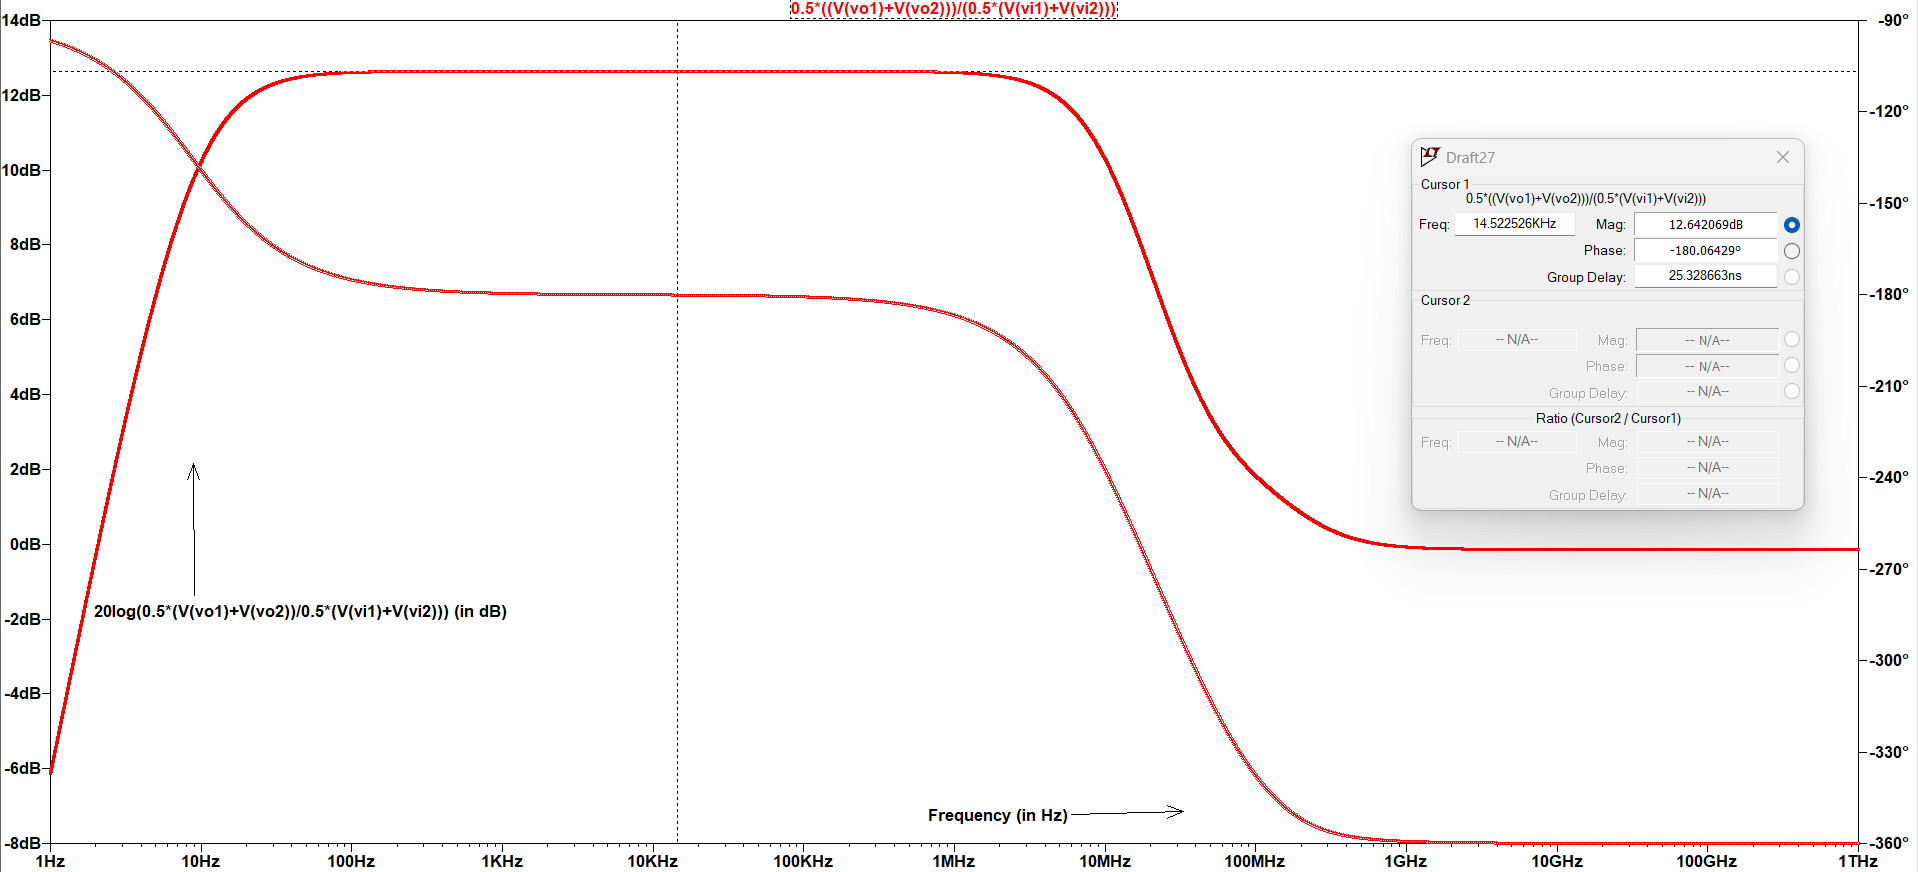 0.5*((V(vo1)+V(vo2)))/(0.5*(V(vi1)+V(vi2)))
14dB
12dB
10dB
8dB
6dB
4dB
2dB
0dB
-2dB
-4dB
-6dB
-8dB
-90°
-120°
-150°
-180°
-210°
-240°
-270°
-300°
-330°
-360°
Draft27
Cursor 1
0.5*((V(vo1)+V(vo2)))/(0.5*(V(vi1)+V(vi2)))
Freq: 14.522526KHz Mag: 12.642069dB
Phase: -180.06429°
Group Delay: 25.328663ns
Cursor 2
Freq: -- N/A-- Mag: -- N/A--
Phase: -- N/A--
Group Delay: -- N/A--
Ratio (Cursor2 / Cursor1)
Freq: -- N/A-- Mag: -- N/A--
Phase: -- N/A--
Group Delay: -- N/A--
20log(0.5*(V(vo1)+V(vo2))/0.5*(V(vi1)+V(vi2))) (in dB)
Frequency (in Hz)
1Hz 10Hz 100Hz 1KHz 10KHz 100KHz 1MHz 10MHz 100MHz 1GHz 10GHz 100GHz 1THz